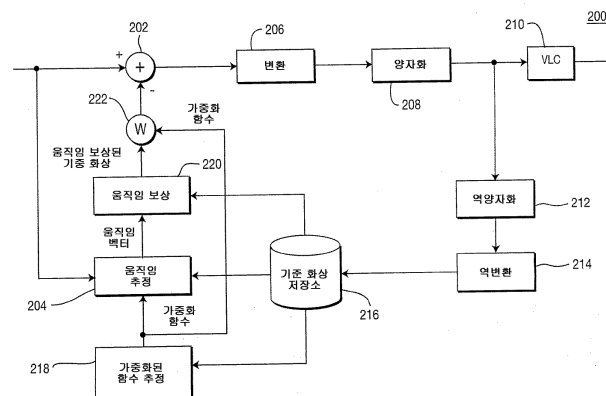 202
206
210
200
+
+
-
변환
양자화
VLC
208
222
W
가중화
함수
움직임 보상된
기중 화상
220
움직임 보상
역양자화
212
움직임
벡터
움직임
추정
204
기준 화상
저장소
216
역변환
214
가중화
함수
218
가중화된
함수 추정